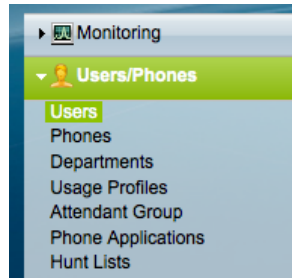 Monitoring
Users/Phones
Users
Phones
Departments
Usage Profiles
Attendant Group
Phone Applications
Hunt Lists